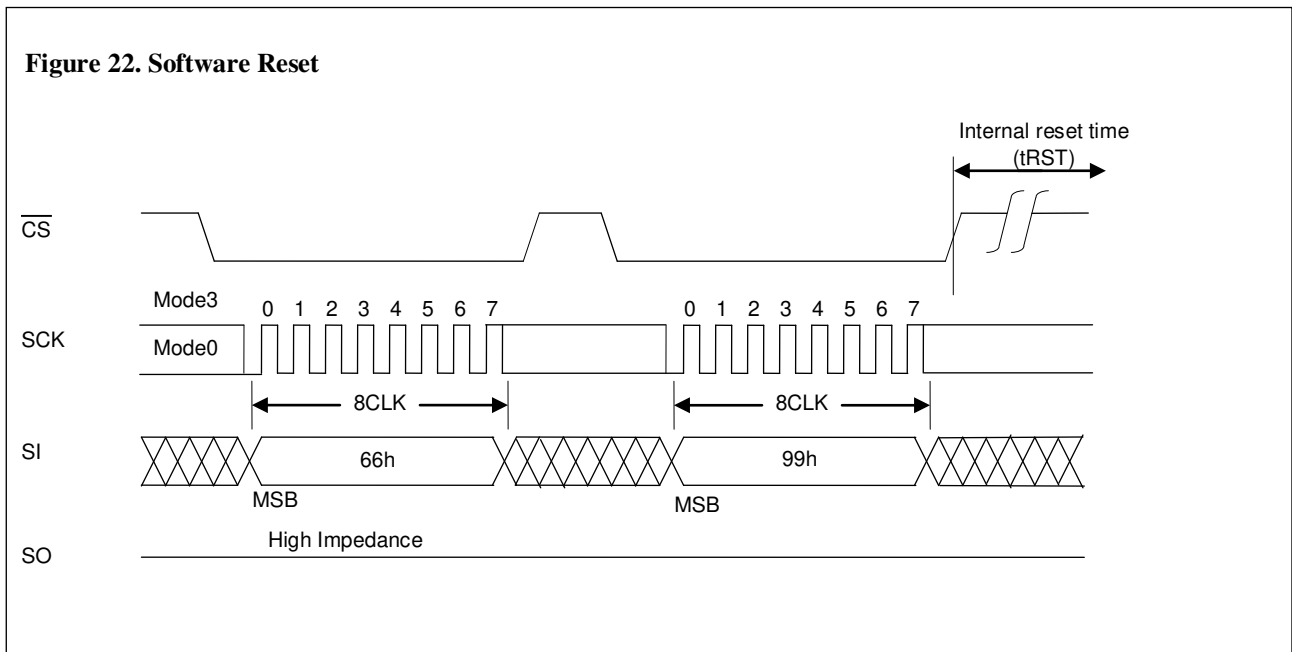 Figure 22. Software Reset
Internal reset time
(tRST)
CS
Mode3
0 1 2 3 4 5 6 7
0 1 2 3 4 5 6 7
SCK
Mode0
8CLK
8CLK
SI
66h
99h
MSB
MSB
High Impedance
SO